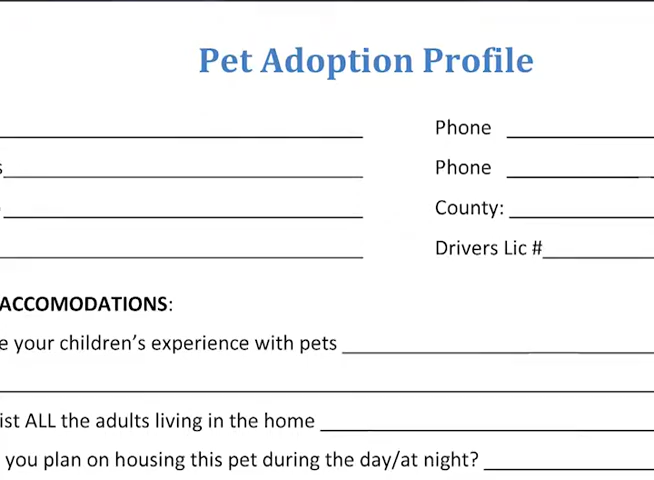 Pet Adoption Profile
Phone
s Phone
County:
Drivers Lic #
ACCOMODATIONS:
e your children’s experience with pets
ist ALL the adults living in the home
you plan on housing this pet during the day/at night?